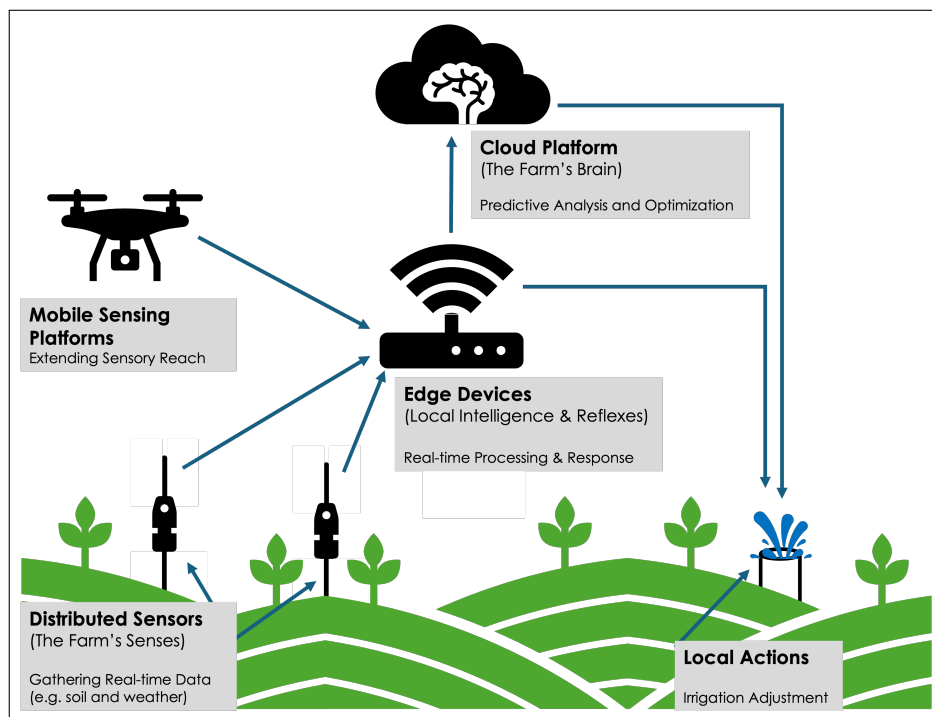 Cloud Platform
(The Farm’s Brain)
Predictive Analysis and Optimization
Mobile Sensing
Platforms
Extending Sensory Reach
Edge Devices
(Local Intelligence & Reflexes)
Real-time Processing & Response
Distributed Sensors
(The Farm’s Senses)
Gathering Real-time Data
(e.g. soil and weather)
Local Actions
Irrigation Adjustment